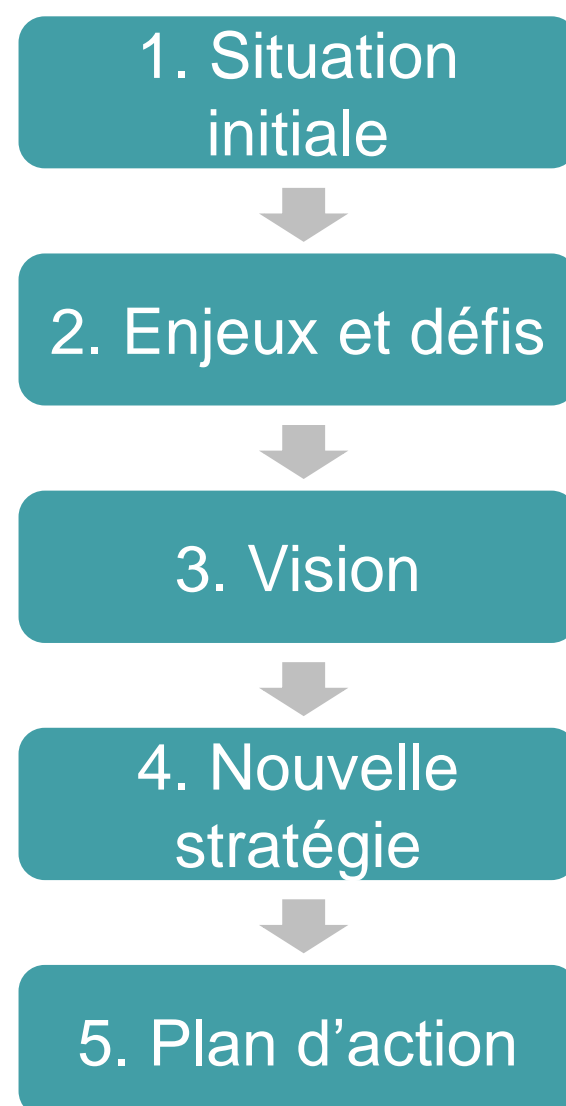 1. Situation
initiale
2. Enjeux et défis
3. Vision
4. Nouvelle
stratégie
5. Plan d’action